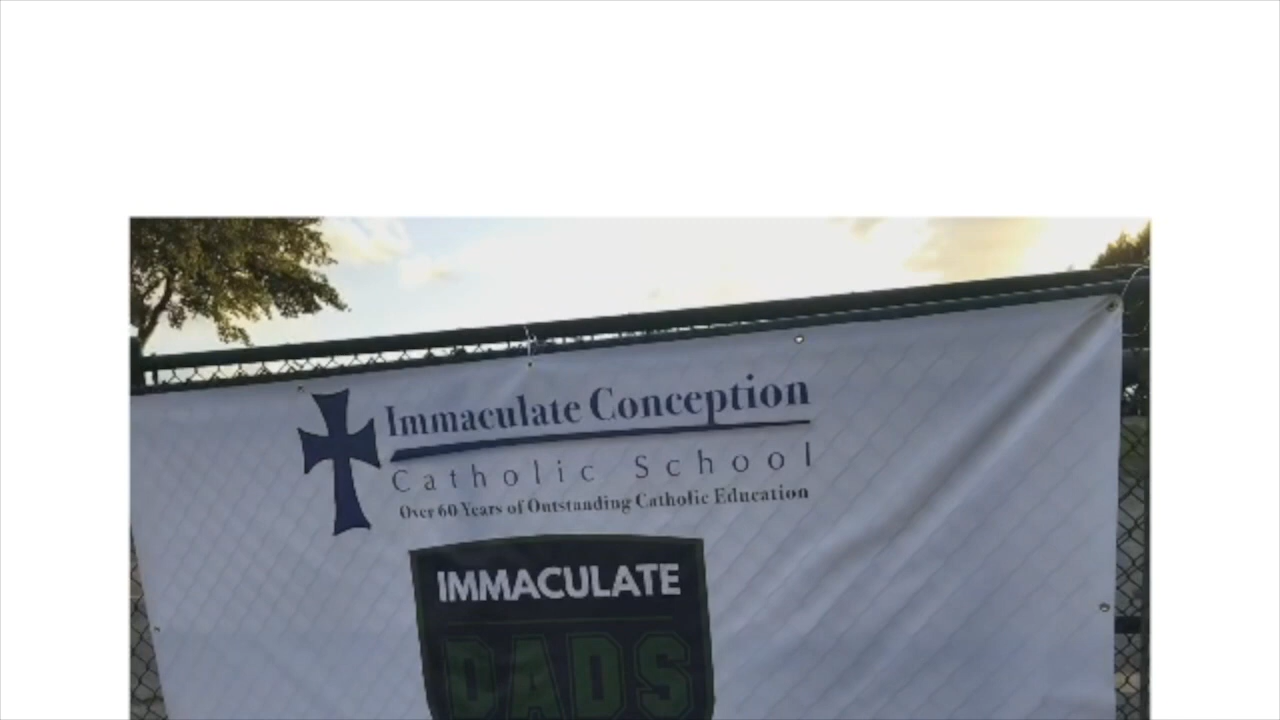 Immaculate Conception
Catholic School
Over 60 Years of Outstanding Catholic Education
IMMACULATE
DADS